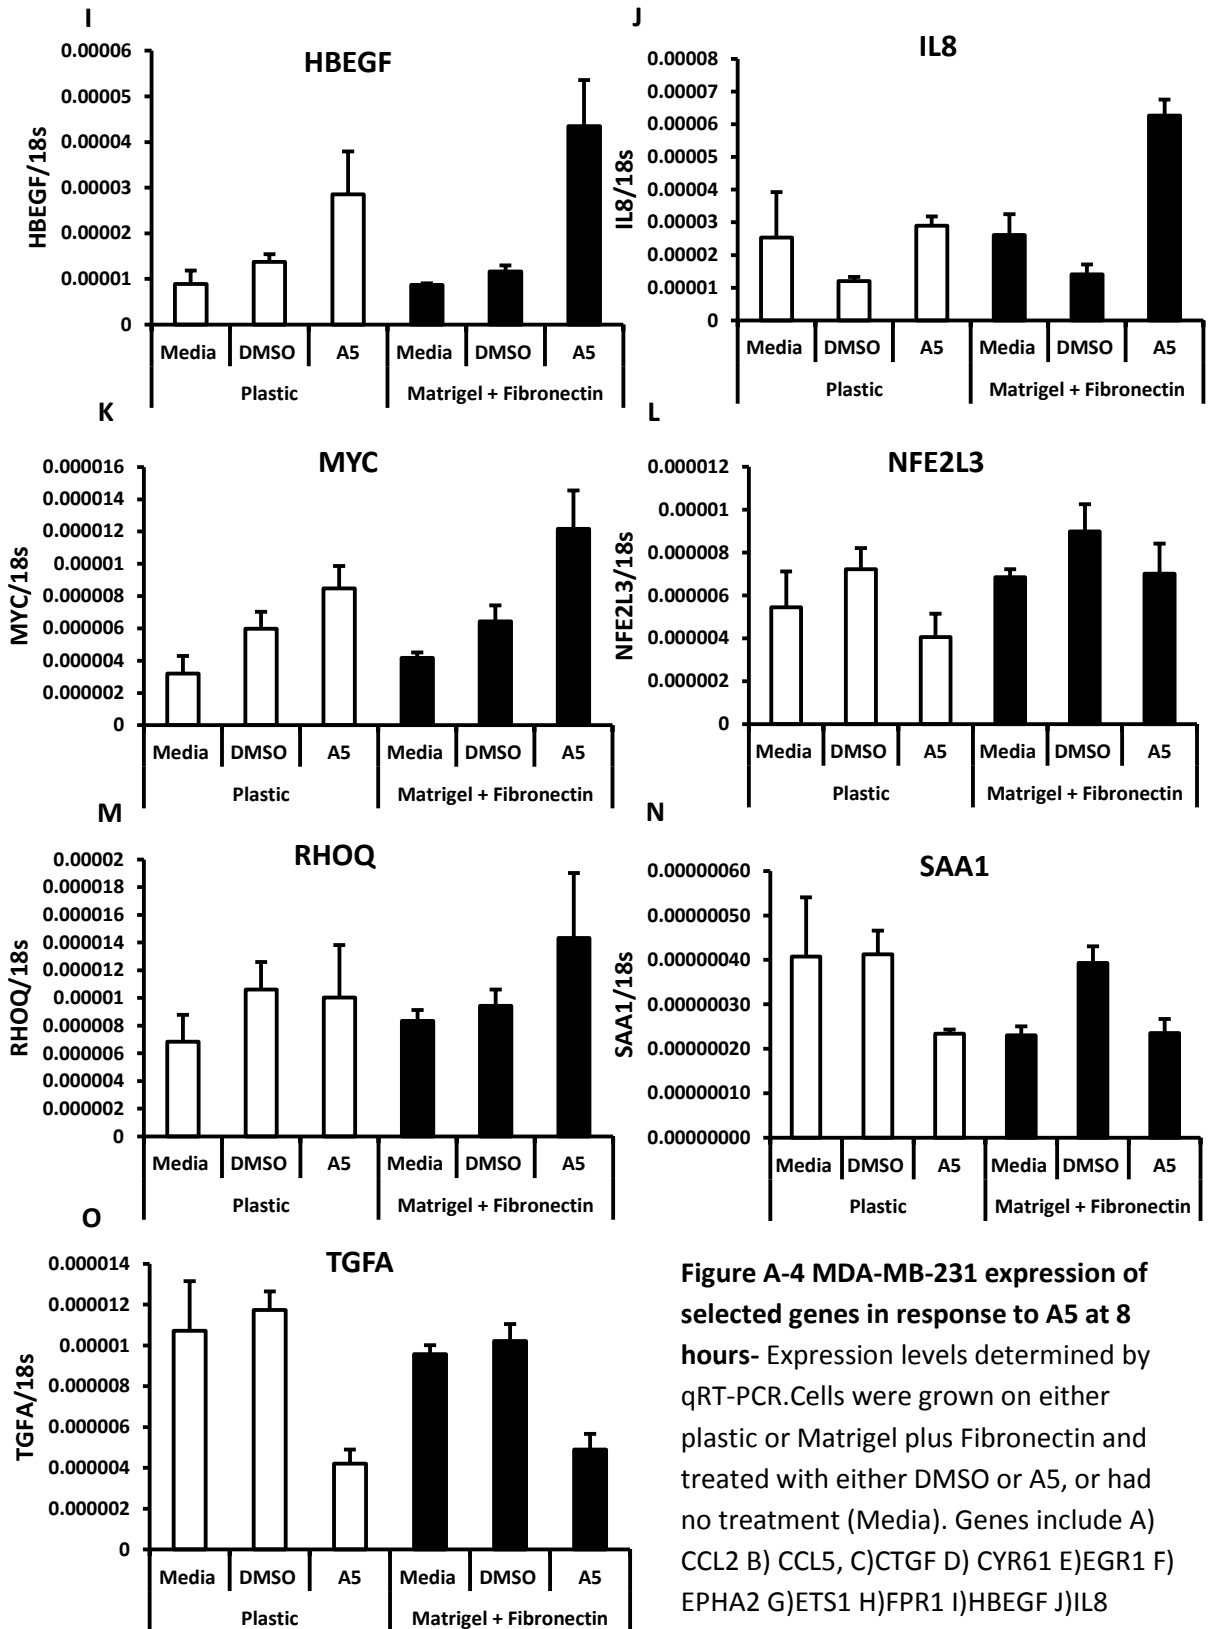 I
HBEGF
HBEGF/18s
0.00006
0.00005
0.00004
0.00003
0.00002
0.00001
0
Media DMSO A5 Media DMSO A5
Plastic Matrigel + Fibronectin
J
IL8
IL8/18s
0.00008
0.00007
0.00006
0.00005
0.00004
0.00003
0.00002
0.00001
0
Media DMSO A5 Media DMSO A5
Plastic Matrigel + Fibronectin
K
MYC
MYC/18s
0.000016
0.000014
0.000012
0.00001
0.000008
0.000006
0.000004
0.000002
0
Media DMSO A5 Media DMSO A5
Plastic Matrigel + Fibronectin
L
NFE2L3
NFE2L3/18s
0.000012
0.00001
0.000008
0.000006
0.000004
0.000002
0
Media DMSO A5 Media DMSO A5
Plastic Matrigel + Fibronectin
M
RHOQ
RHOQ/18s
0.00002
0.000018
0.000016
0.000014
0.000012
0.00001
0.000008
0.000006
0.000004
0.000002
0
Media DMSO A5 Media DMSO A5
Plastic Matrigel + Fibronectin
N
SAA1
SAA1/18s
0.00000060
0.00000050
0.00000040
0.00000030
0.00000020
0.00000010
0.00000000
Media DMSO A5 Media DMSO A5
Plastic Matrigel + Fibronectin
O
TGFA
TGFA/18s
0.000014
0.000012
0.00001
0.000008
0.000006
0.000004
0.000002
0
Media DMSO A5 Media DMSO A5
Plastic Matrigel + Fibronectin
Figure A-4 MDA-MB-231 expression of
selected genes in response to A5 at 8
hours- Expression levels determined by
qRT-PCR.Cells were grown on either
plastic or Matrigel plus Fibronectin and
treated with either DMSO or A5, or had
no treatment (Media). Genes include A)
CCL2 B) CCL5, C)CTGF D) CYR61 E)EGR1 F)
EPHA2 G)ETS1 H)FPR1 I)HBEGF J)IL8